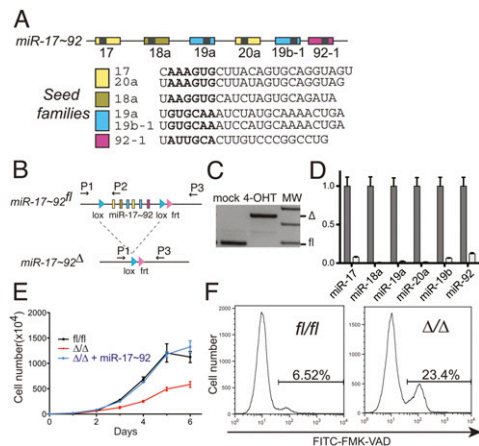 A
miR-17~92
17 18a 19a 20a 19b-1 92-1
Seed families
17 CAAAGUGCUUACAGUGCAGGUAGU
20a UAAAGUGCUUAUAGUGCAGGUAG
18a UAAGGUGCAUCUAGUGCAGAUA
19a UGUGCAAAUCUAUGCAAAACUGA
19b-1 UGUGCAAAUCCAUGCAAAACUGA
92-1 UAUUGCACUUGUCCCGGCCUG
B
P1 P2 P3
miR-17~92fl
lox miR-17~92 lox frt
P1 P3
miR-17~92Δ
lox frt
C
mock 4-OHT MW
Δ
fl
D
1.0
0.5
0.0
miR-17 miR-18a miR-19a miR-20a miR-19b miR-92
E
Cell number(x10⁴)
1500
1000
500
0
0 2 4 6
Days
fl/fl
Δ/Δ
Δ/Δ + miR-17~92
F
Cell number
fl/fl
6.52%
Cell number
Δ/Δ
23.4%
FITC-FMK-VAD